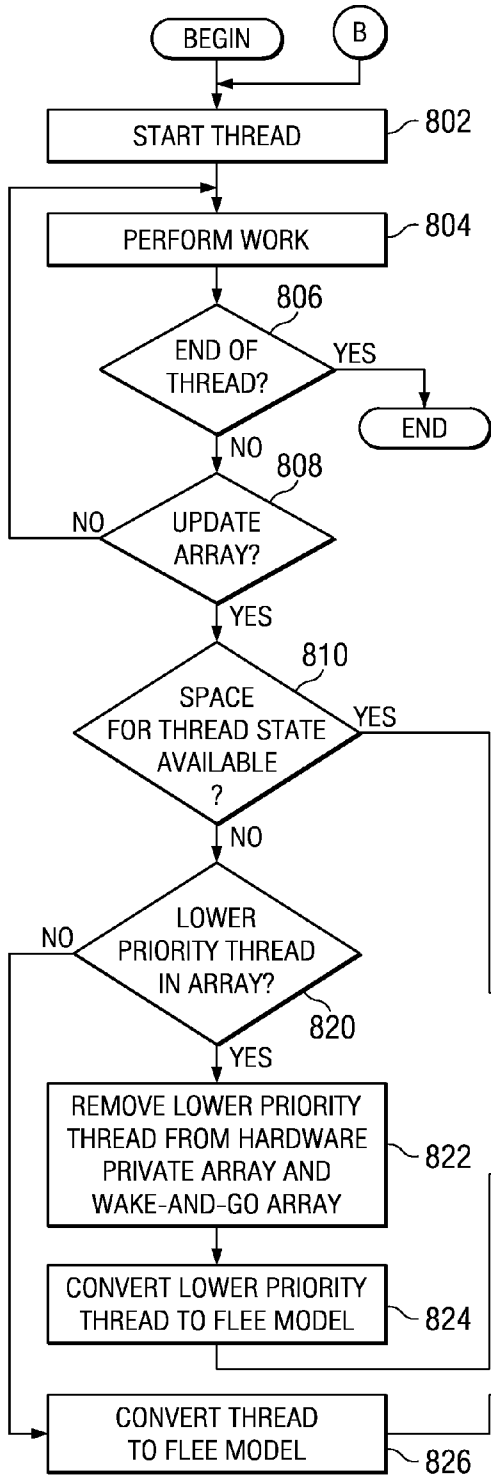 BEGIN
B
START THREAD
802
PERFORM WORK
804
806
END OF
THREAD?
YES
END
NO
808
UPDATE
ARRAY?
NO
YES
810
SPACE
FOR THREAD STATE
AVAILABLE
?
YES
NO
LOWER
PRIORITY THREAD
IN ARRAY?
NO
820
YES
REMOVE LOWER PRIORITY
THREAD FROM HARDWARE
PRIVATE ARRAY AND
WAKE-AND-GO ARRAY
822
CONVERT LOWER PRIORITY
THREAD TO FLEE MODEL
824
CONVERT THREAD
TO FLEE MODEL
826